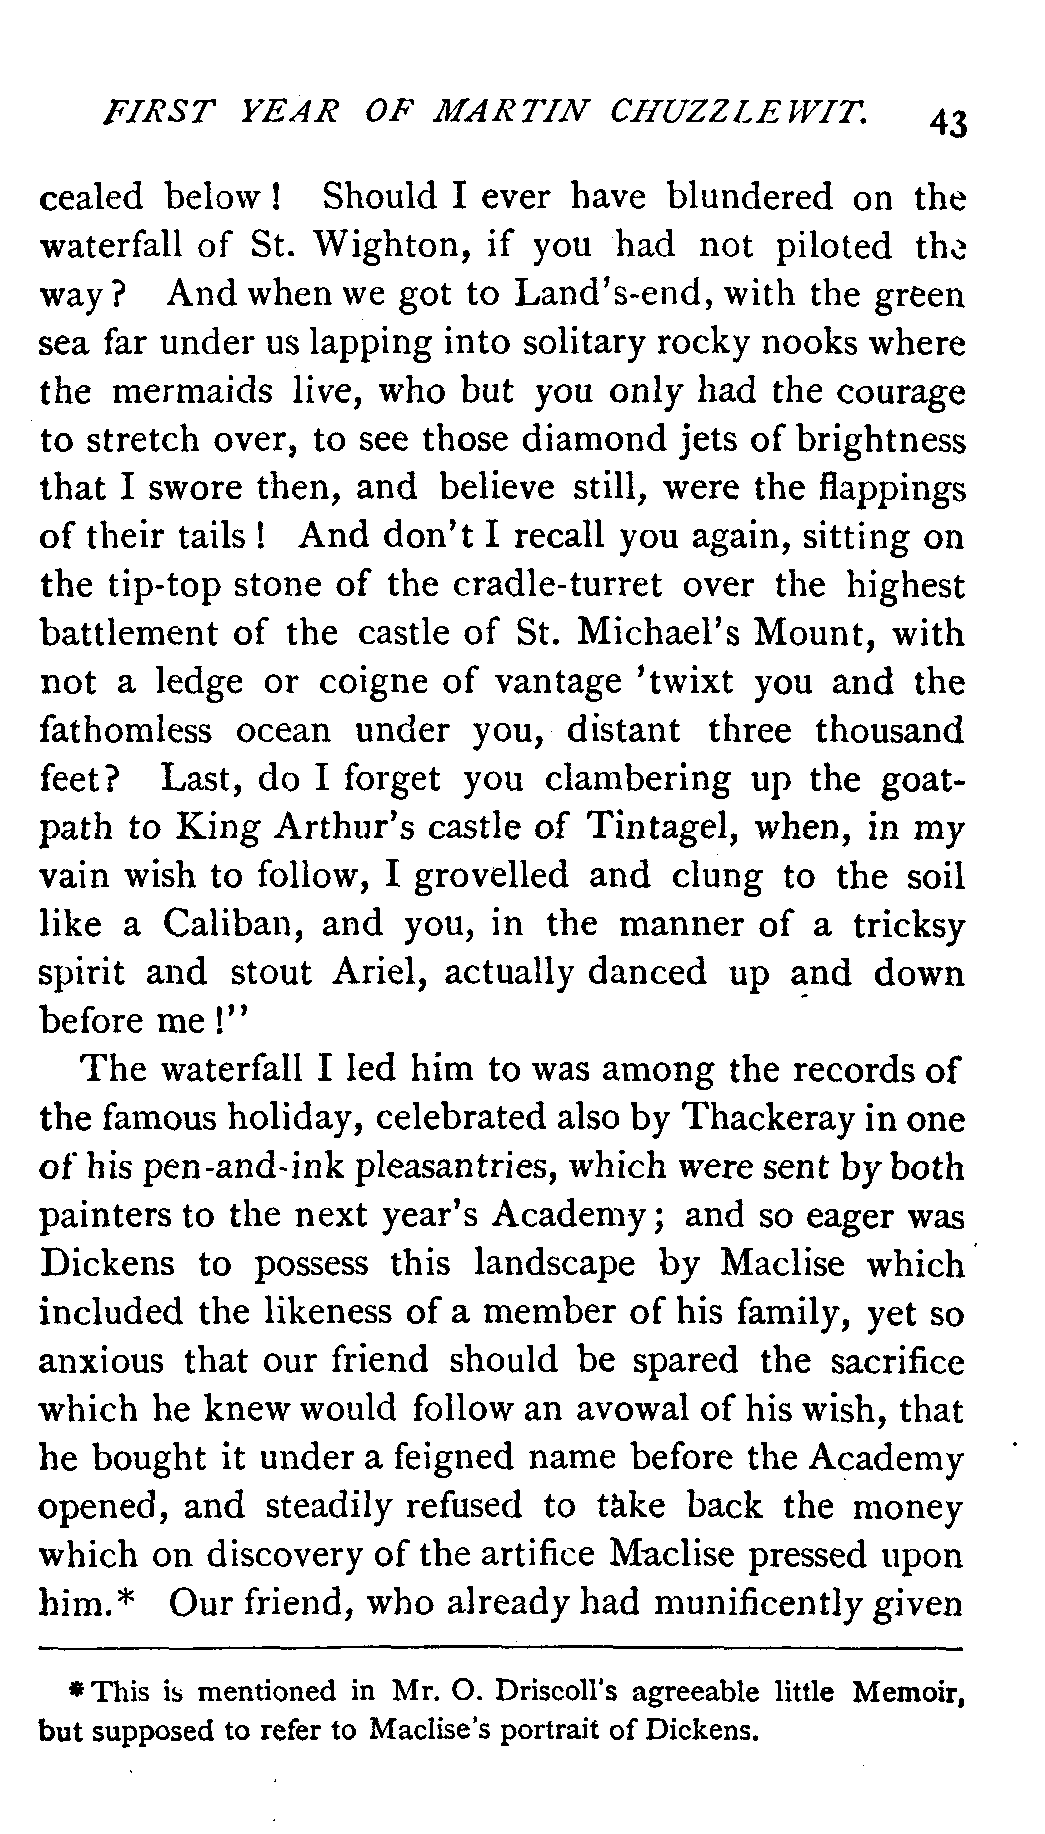 FIRST YEAR OF MARTIN CHUZZLEWIT. 43
cealed below ! Should I ever have blundered on the
waterfall of St. Wighton, if you had not piloted the
way ? And when we got to Land's-end, with the green
sea far under us lapping into solitary rocky nooks where
the mermaids live, who but you only had the courage
to stretch over, to see those diamond jets of brightness
that I swore then, and believe still, were the flappings
of their tails ! And don't I recall you again, sitting on
the tip-top stone of the cradle-turret over the highest
battlement of the castle of St. Michael's Mount, with
not a ledge or coigne of vantage 'twixt you and the
fathomless ocean under you, distant three thousand
feet? Last, do I forget you clambering up the goat-
path to King Arthur's castle of Tintagel, when, in my
vain wish to follow, I grovelled and clung to the soil
like a Caliban, and you, in the manner of a tricksy
spirit and stout Ariel, actually danced up and down
before me !"
The waterfall I led him to was among the records of
the famous holiday, celebrated also by Thackeray in one
of his pen-and-ink pleasantries, which were sent by both
painters to the next year's Academy ; and so eager was
Dickens to possess this landscape by Maclise which
included the likeness of a member of his family, yet so
anxious that our friend should be spared the sacrifice
which he knew would follow an avowal of his wish, that
he bought it under a feigned name before the Academy
opened, and steadily refused to take back the money
which on discovery of the artifice Maclise pressed upon
him.* Our friend, who already had munificently given
* This is mentioned in Mr. O. Driscoll's agreeable little Memoir,
but supposed to refer to Maclise's portrait of Dickens.